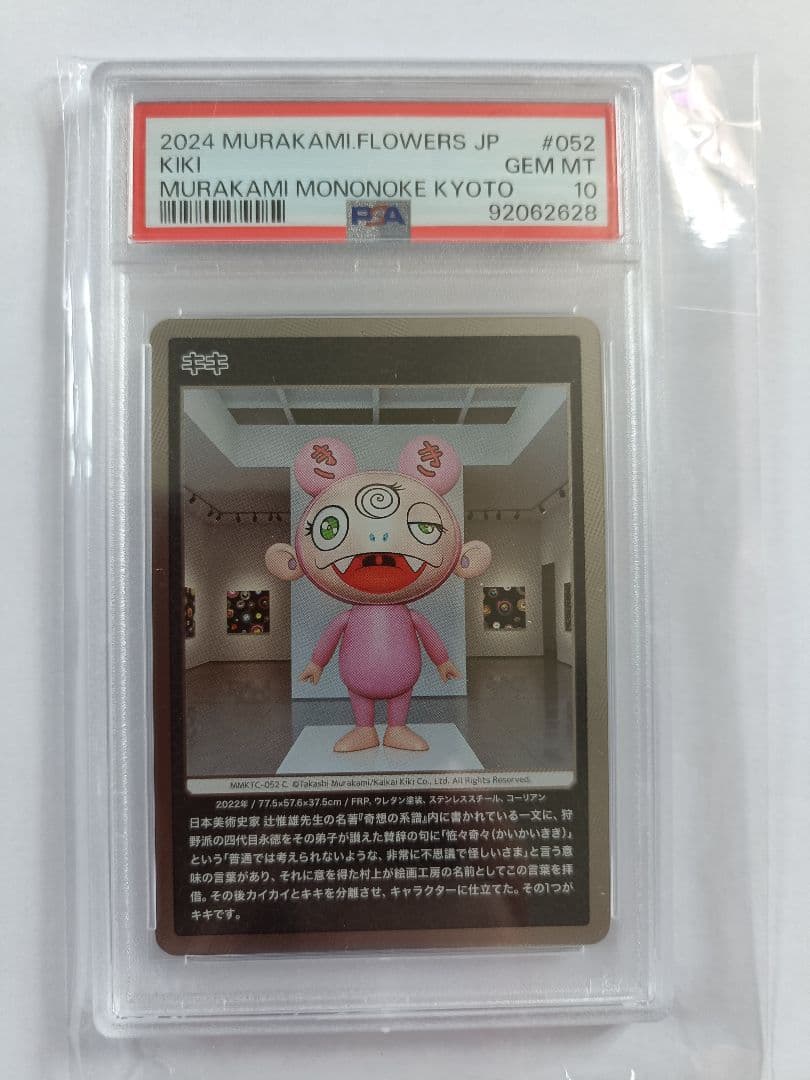 2024 MURAKAMI.FLOWERS JP #052
KIKI GEM MT
MURAKAMI MONONOKE KYOTO 10
PSA 92062628
キキ
き き
MMKTC-052 C ©Takashi Murakami/Kaikai Kiki Co., Ltd. All Rights Reserved.
2022年 / 77.5×57.6×37.5cm / FRP、ウレタン塗装、ステンレススチール、コーリアン
日本美術史家 辻惟雄先生の名著『奇想の系譜』内に書かれている一文に、狩
野派の四代目永徳をその弟子が讃えた賛辞の句に「恠々奇々(かいかいきき)」
という「普通では考えられないような、非常に不思議で怪しいさま」と言う意
味の言葉があり、それに意を得た村上が絵画工房の名前としてこの言葉を拝
借。その後カイカイとキキを分離させ、キャラクターに仕立てた。その1つが
キキです。